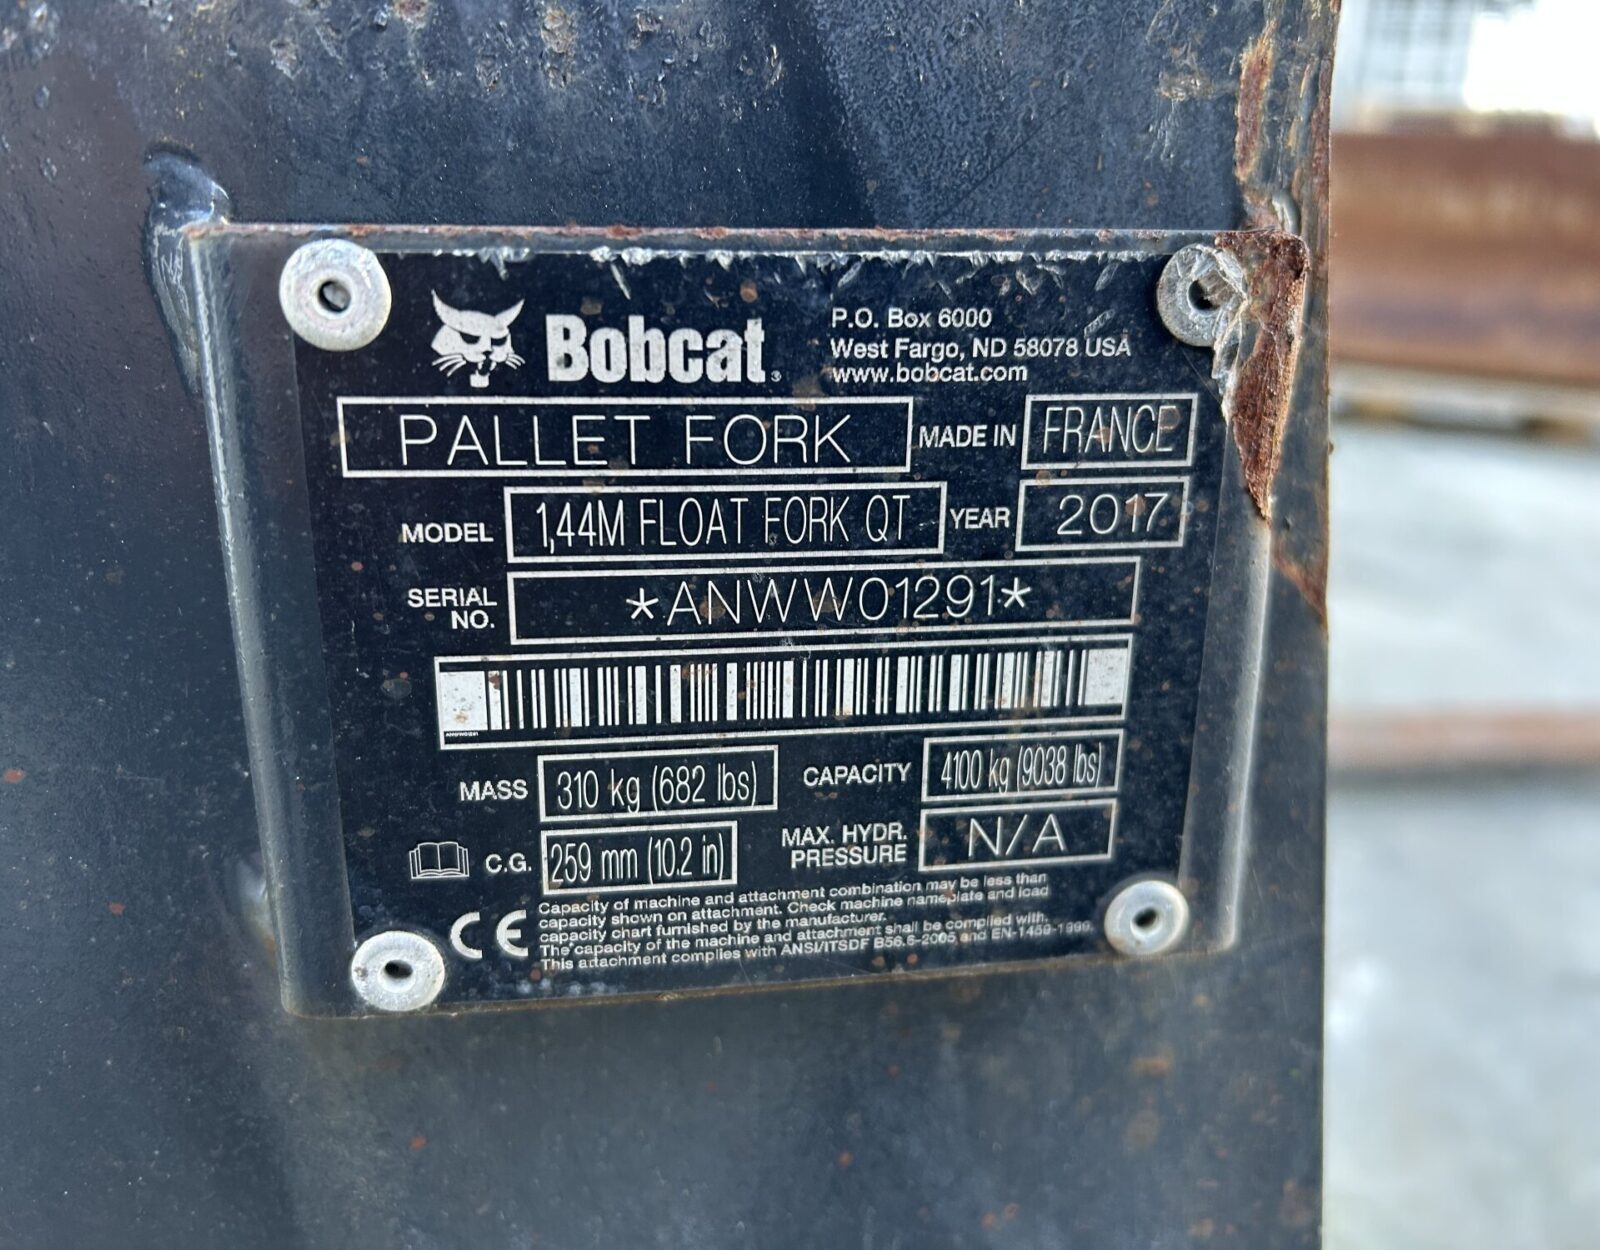 Bobcat®
P.O. Box 6000
West Fargo, ND 58078 USA
www.bobcat.com
PALLET FORK
MADE IN FRANCE
MODEL 1,44M FLOAT FORK QT
YEAR 2017
SERIAL NO. *ANWW01291*
ANWW01291
MASS 310 kg (682 lbs)
CAPACITY 4100 kg (9038 lbs)
C.G. 259 mm (10.2 in)
MAX. HYDR. PRESSURE N/A
CE
Capacity of machine and attachment combination may be less than
capacity shown on attachment. Check machine nameplate and load
capacity chart furnished by the manufacturer.
The capacity of the machine and attachment shall be complied with.
This attachment complies with ANSI/ITSDF B56.6-2005 and EN-1459-1999.